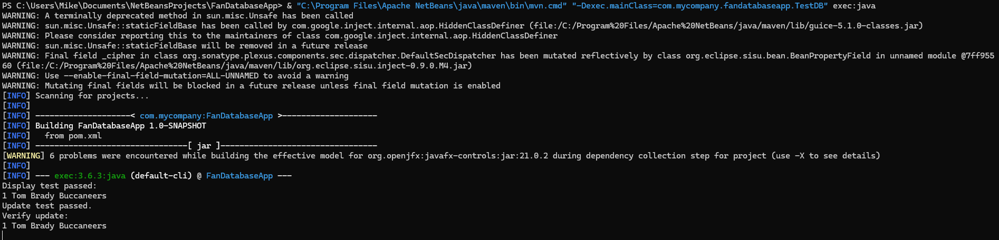 PS C:\Users\Mike\Documents\NetBeansProjects\FanDatabaseApp> & "C:\Program Files\Apache NetBeans\java\maven\bin\mvn.cmd" "-Dexec.mainClass=com.mycompany.fandatabaseapp.TestDB" exec:java
WARNING: A terminally deprecated method in sun.misc.Unsafe has been called
WARNING: sun.misc.Unsafe::staticFieldBase has been called by com.google.inject.internal.aop.HiddenClassDefiner (file:/C:/Program%20Files/Apache%20NetBeans/java/maven/lib/guice-5.1.0-classes.jar)
WARNING: Please consider reporting this to the maintainers of class com.google.inject.internal.aop.HiddenClassDefiner
WARNING: sun.misc.Unsafe::staticFieldBase will be removed in a future release
WARNING: Final field _cipher in class org.sonatype.plexus.components.sec.dispatcher.DefaultSecDispatcher has been mutated reflectively by class org.eclipse.sisu.bean.BeanPropertyField in unnamed module @7ff955
60 (file:/C:/Program%20Files/Apache%20NetBeans/java/maven/lib/org.eclipse.sisu.inject-0.9.0.M4.jar)
WARNING: Use --enable-final-field-mutation=ALL-UNNAMED to avoid a warning
WARNING: Mutating final fields will be blocked in a future release unless final field mutation is enabled
[INFO] Scanning for projects...
[INFO]
[INFO] --------------------< com.mycompany:FanDatabaseApp >--------------------
[INFO] Building FanDatabaseApp 1.0-SNAPSHOT
[INFO]   from pom.xml
[INFO] --------------------------------[ jar ]---------------------------------
[WARNING] 6 problems were encountered while building the effective model for org.openjfx:javafx-controls:jar:21.0.2 during dependency collection step for project (use -X to see details)
[INFO]
[INFO] --- exec:3.6.3:java (default-cli) @ FanDatabaseApp ---
Display test passed:
1 Tom Brady Buccaneers
Update test passed.
Verify update:
1 Tom Brady Buccaneers